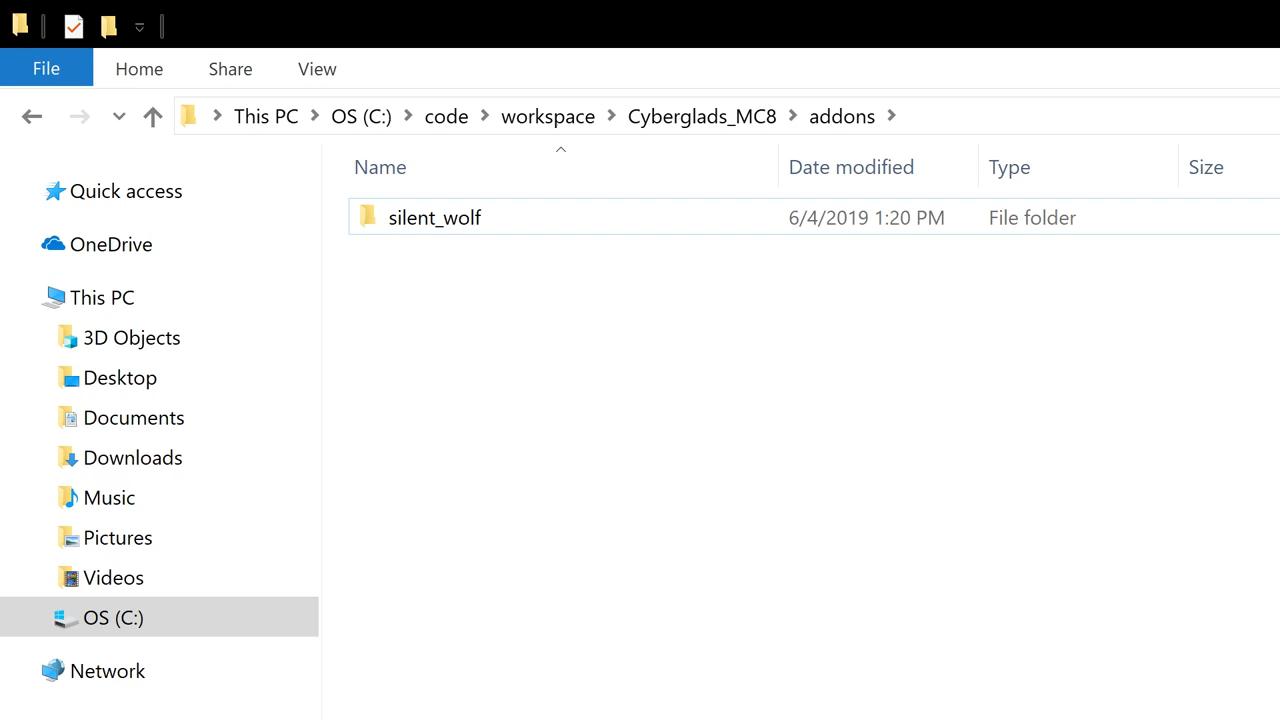 File Home Share View
This PC OS (C:) code workspace Cyberglads_MC8 addons
Name Date modified Type Size
silent_wolf 6/4/2019 1:20 PM File folder
Quick access
OneDrive
This PC
3D Objects
Desktop
Documents
Downloads
Music
Pictures
Videos
OS (C:)
Network